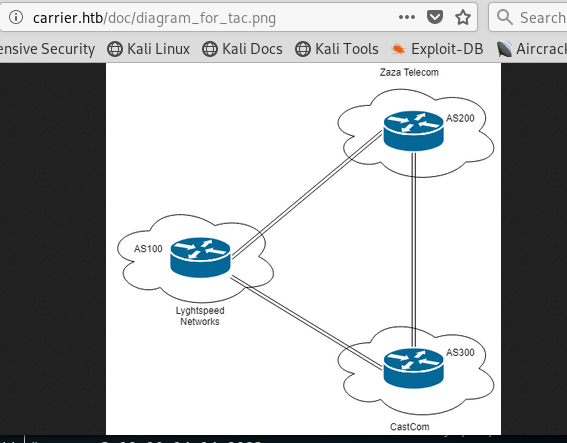 carrier.htb/doc/diagram_for_tac.png
Search
ensive Security Kali Linux Kali Docs Kali Tools Exploit-DB Aircrack
Zaza Telecom
AS200
AS100
Lyghtspeed
Networks
AS300
CastCom